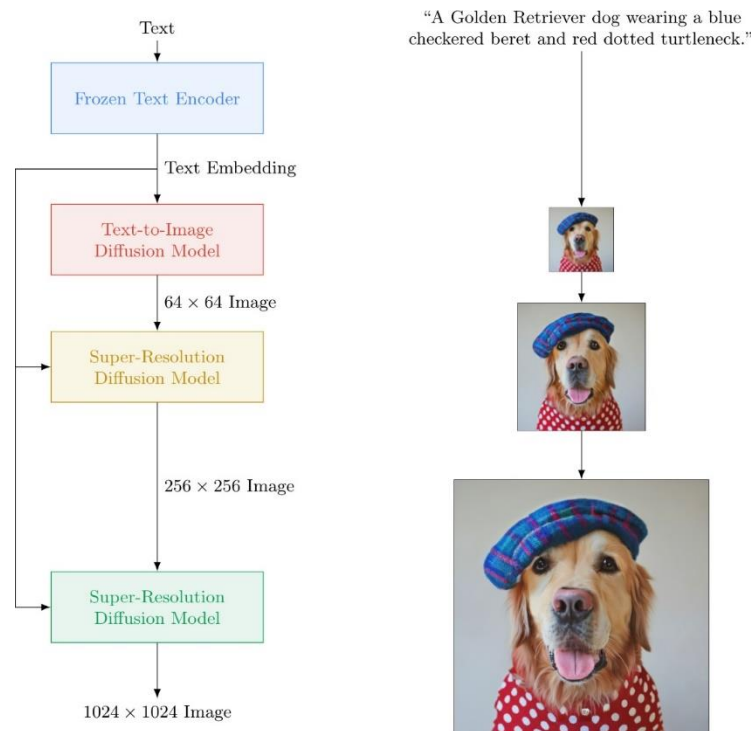 Text
Frozen Text Encoder
Text Embedding
Text-to-Image
Diffusion Model
64 × 64 Image
Super-Resolution
Diffusion Model
256 × 256 Image
Super-Resolution
Diffusion Model
1024 × 1024 Image
“A Golden Retriever dog wearing a blue
checkered beret and red dotted turtleneck.”